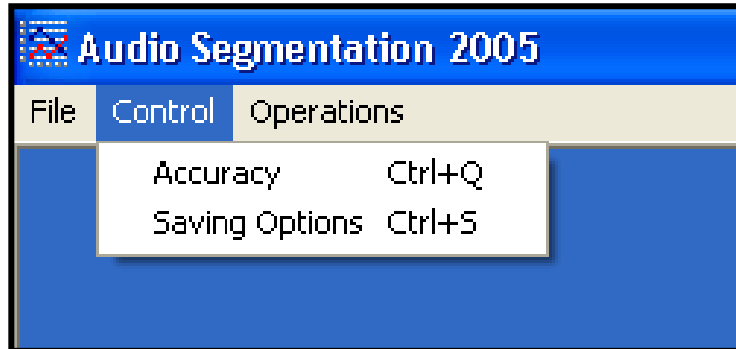 Audio Segmentation 2005
File Control Operations
Accuracy Ctrl+Q
Saving Options Ctrl+S